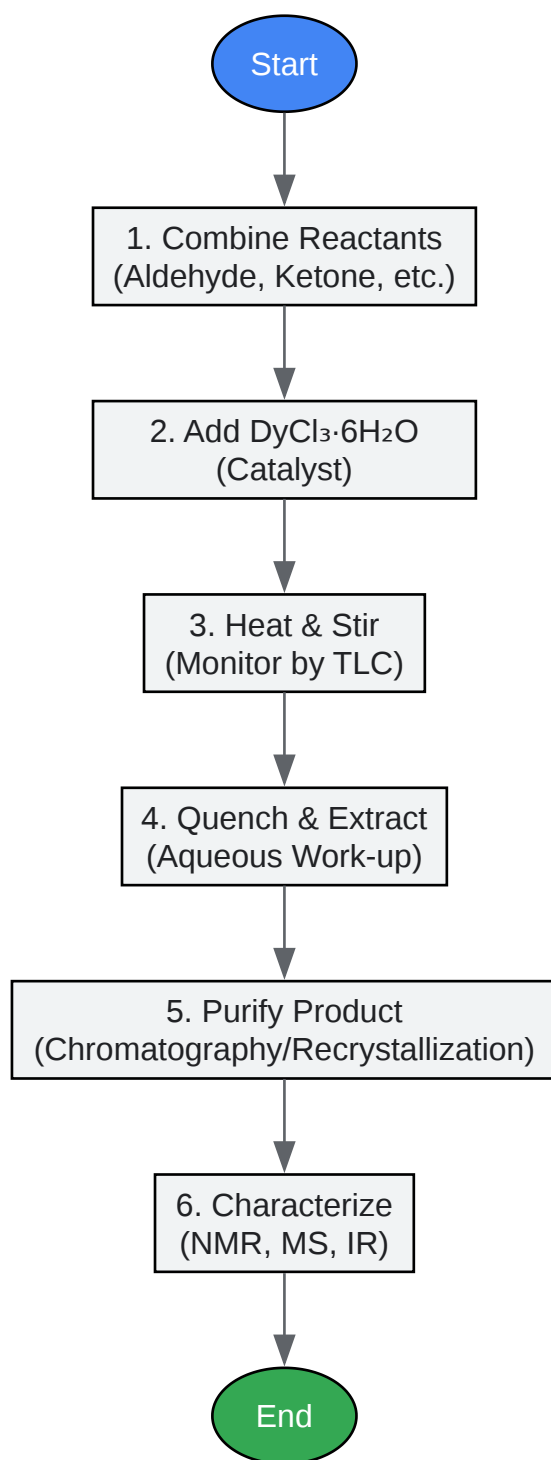 Start
1. Combine Reactants
(Aldehyde, Ketone, etc.)
2. Add DyCl₃·6H₂O
(Catalyst)
3. Heat & Stir
(Monitor by TLC)
4. Quench & Extract
(Aqueous Work-up)
5. Purify Product
(Chromatography/Recrystallization)
6. Characterize
(NMR, MS, IR)
End